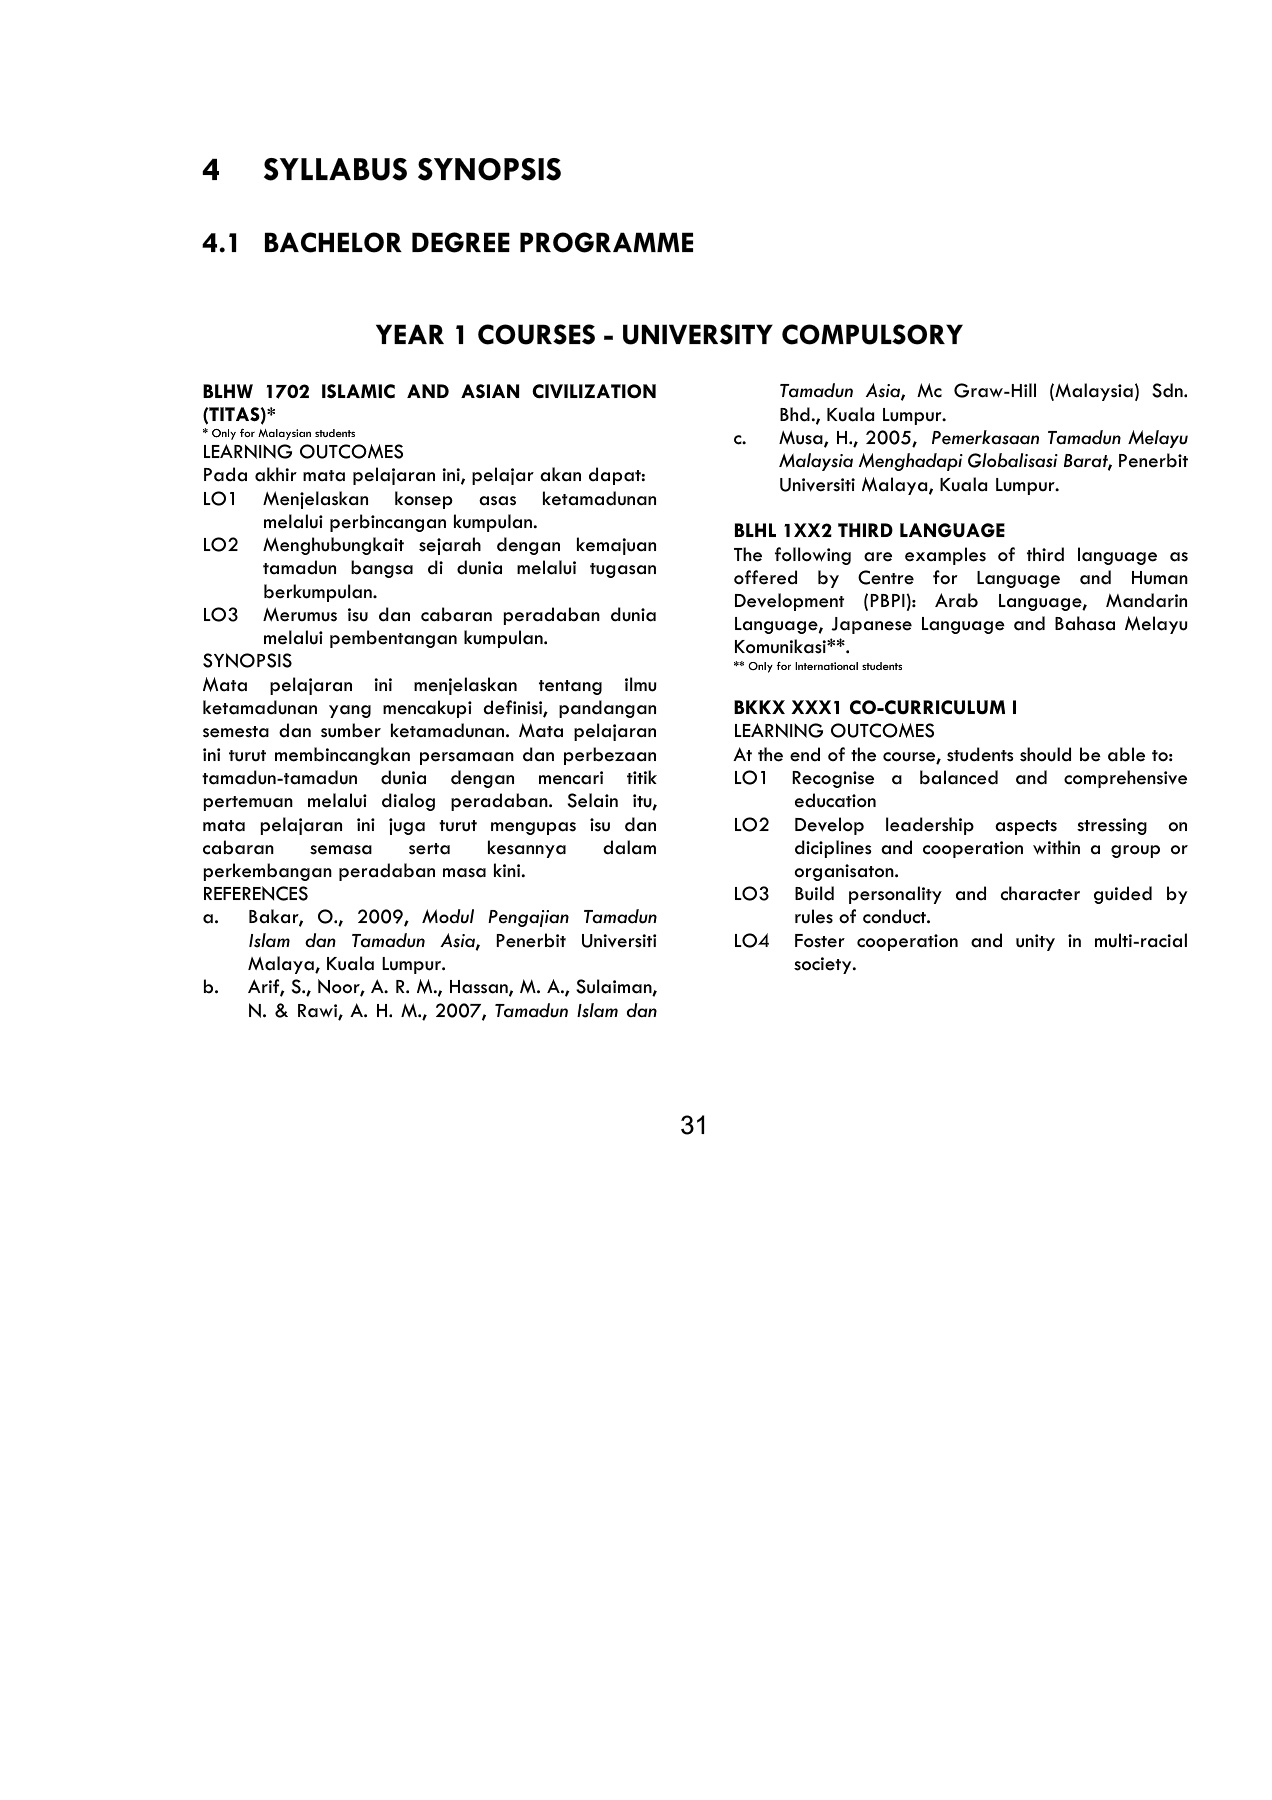 4 SYLLABUS SYNOPSIS
4.1 BACHELOR DEGREE PROGRAMME
YEAR 1 COURSES - UNIVERSITY COMPULSORY
BLHW 1702 ISLAMIC AND ASIAN CIVILIZATION
(TITAS)*
* Only for Malaysian students
LEARNING OUTCOMES
Pada akhir mata pelajaran ini, pelajar akan dapat:
LO1 Menjelaskan konsep asas ketamadunan
melalui perbincangan kumpulan.
LO2 Menghubungkait sejarah dengan kemajuan
tamadun bangsa di dunia melalui tugasan
berkumpulan.
LO3 Merumus isu dan cabaran peradaban dunia
melalui pembentangan kumpulan.
SYNOPSIS
Mata pelajaran ini menjelaskan tentang ilmu
ketamadunan yang mencakupi definisi, pandangan
semesta dan sumber ketamadunan. Mata pelajaran
ini turut membincangkan persamaan dan perbezaan
tamadun-tamadun dunia dengan mencari titik
pertemuan melalui dialog peradaban. Selain itu,
mata pelajaran ini juga turut mengupas isu dan
cabaran semasa serta kesannya dalam
perkembangan peradaban masa kini.
REFERENCES
a. Bakar, O., 2009, Modul Pengajian Tamadun
Islam dan Tamadun Asia, Penerbit Universiti
Malaya, Kuala Lumpur.
b. Arif, S., Noor, A. R. M., Hassan, M. A., Sulaiman,
N. & Rawi, A. H. M., 2007, Tamadun Islam dan
Tamadun Asia, Mc Graw-Hill (Malaysia) Sdn.
Bhd., Kuala Lumpur.
c. Musa, H., 2005, Pemerkasaan Tamadun Melayu
Malaysia Menghadapi Globalisasi Barat, Penerbit
Universiti Malaya, Kuala Lumpur.
BLHL 1XX2 THIRD LANGUAGE
The following are examples of third language as
offered by Centre for Language and Human
Development (PBPI): Arab Language, Mandarin
Language, Japanese Language and Bahasa Melayu
Komunikasi**.
** Only for International students
BKKX XXX1 CO-CURRICULUM I
LEARNING OUTCOMES
At the end of the course, students should be able to:
LO1 Recognise a balanced and comprehensive
education
LO2 Develop leadership aspects stressing on
diciplines and cooperation within a group or
organisaton.
LO3 Build personality and character guided by
rules of conduct.
LO4 Foster cooperation and unity in multi-racial
society.
31